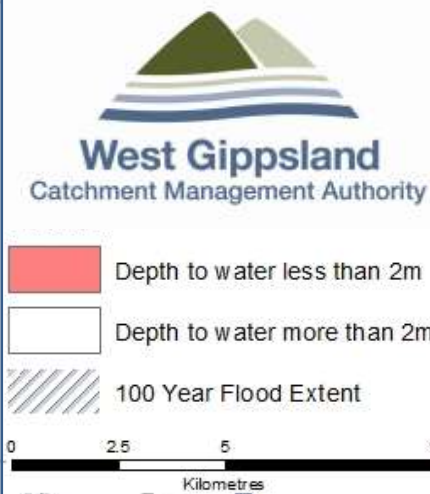 West Gippsland
Catchment Management Authority
Depth to water less than 2m
Depth to water more than 2m
100 Year Flood Extent
0 2.5 5
Kilometres